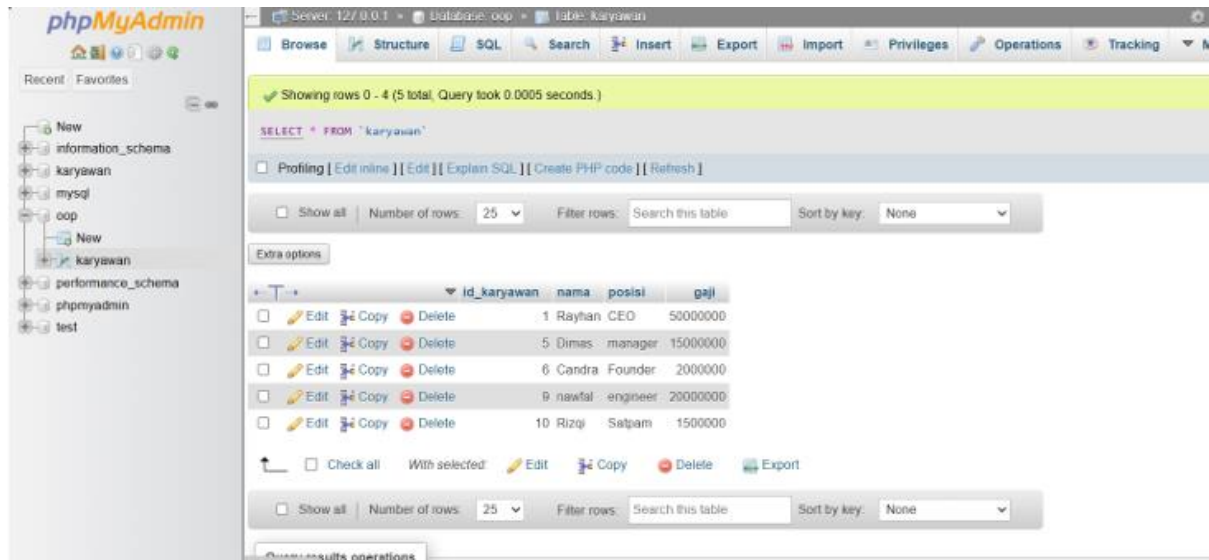 phpMyAdmin
Recent Favorites
New
information_schema
karyawan
mysql
oop
New
karyawan
performance_schema
phpmyadmin
test
Server: 127.0.0.1 » Database: oop » Table: karyawan
Browse Structure SQL Search Insert Export Import Privileges Operations Tracking
Showing rows 0 - 4 (5 total, Query took 0.0005 seconds.)
SELECT * FROM `karyawan`
Profiling [ Edit inline ] [ Edit ] [ Explain SQL ] [ Create PHP code ] [ Refresh ]
Show all | Number of rows: 25 Filter rows: Search this table Sort by key: None
Extra options
←T→ id_karyawan nama posisi gaji
Edit Copy Delete 1 Rayhan CEO 50000000
Edit Copy Delete 5 Dimas manager 15000000
Edit Copy Delete 6 Candra Founder 2000000
Edit Copy Delete 9 nawfal engineer 20000000
Edit Copy Delete 10 Rizqi Satpam 1500000
Check all With selected: Edit Copy Delete Export
Show all | Number of rows: 25 Filter rows: Search this table Sort by key: None
Query results operations